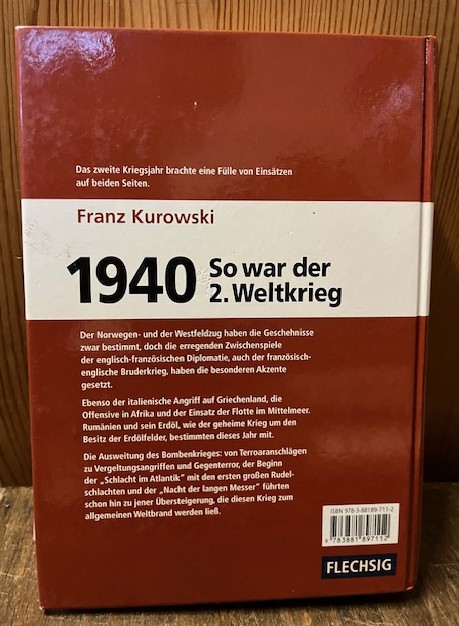 Das zweite Kriegsjahr brachte eine Fülle von Einsätzen
auf beiden Seiten.
Franz Kurowski
1940 So war der
2. Weltkrieg
Der Norwegen- und der Westfeldzug haben die Geschehnisse
zwar bestimmt, doch die erregenden Zwischenspiele
der englisch-französischen Diplomatie, auch der französisch-
englische Bruderkrieg, haben die besonderen Akzente
gesetzt.
Ebenso der italienische Angriff auf Griechenland, die
Offensive in Afrika und der Einsatz der Flotte im Mittelmeer.
Rumänien und sein Erdöl, wie der geheime Krieg um den
Besitz der Erdölfelder, bestimmten dieses Jahr mit.
Die Ausweitung des Bombenkrieges: von Terroranschlägen
zu Vergeltungsangriffen und Gegenterror, der Beginn
der „Schlacht im Atlantik" mit den ersten großen Rudel-
schlachten und der „Nacht der langen Messer" führten
schon hin zu jener Übersteigerung, die diesen Krieg zum
allgemeinen Weltbrand werden ließ.
ISBN 978-3-88189-711-2
9 783881 897112
FLECHSIG